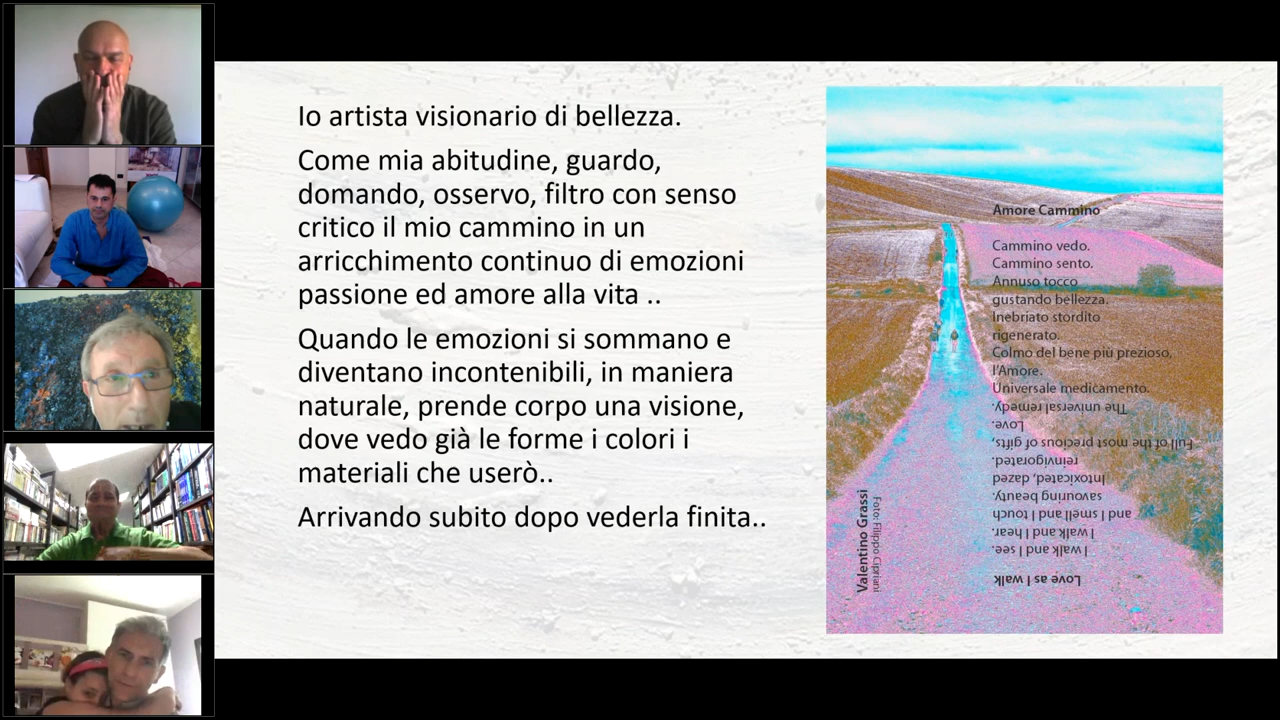 Io artista visionario di bellezza.
Come mia abitudine, guardo,
domando, osservo, filtro con senso
critico il mio cammino in un
arricchimento continuo di emozioni
passione ed amore alla vita ..
Quando le emozioni si sommano e
diventano incontenibili, in maniera
naturale, prende corpo una visione,
dove vedo già le forme i colori i
materiali che userò..
Arrivando subito dopo vederla finita..
Amore Cammino
Cammino vedo.
Cammino sento.
Annuso tocco
gustando bellezza.
Inebriato stordito
rigenerato.
Colmo del bene più prezioso,
l'Amore.
Universale medicamento.
Love as I walk
I walk and I see.
I walk and I hear.
and I smell and I touch
savouring beauty.
Intoxicated, dazed
reinvigorated.
Full of the most precious of gifts,
Love.
The universal remedy.
Valentino Grassi
Foto: Filippo Cipriani